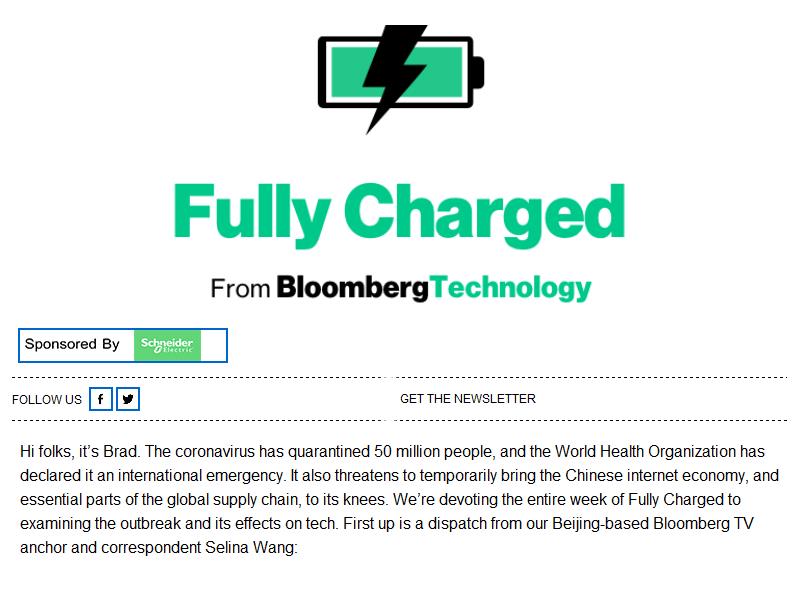 Fully Charged
From BloombergTechnology
Sponsored By Schneider Electric
FOLLOW US
GET THE NEWSLETTER
Hi folks, it's Brad. The coronavirus has quarantined 50 million people, and the World Health Organization has
declared it an international emergency. It also threatens to temporarily bring the Chinese internet economy, and
essential parts of the global supply chain, to its knees. We're devoting the entire week of Fully Charged to
examining the outbreak and its effects on tech. First up is a dispatch from our Beijing-based Bloomberg TV
anchor and correspondent Selina Wang: